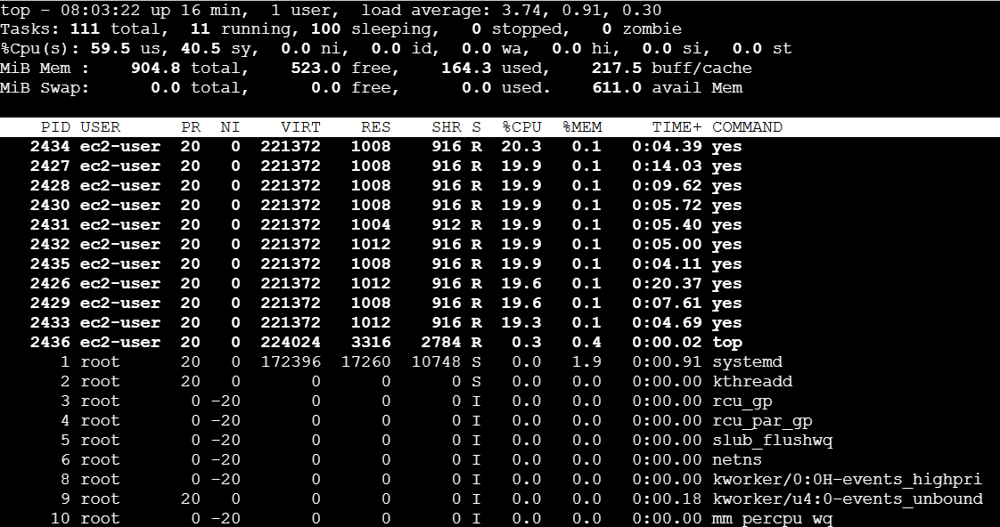 top - 08:03:22 up 16 min,  1 user,  load average: 3.74, 0.91, 0.30
Tasks: 111 total,  11 running, 100 sleeping,   0 stopped,   0 zombie
%Cpu(s): 59.5 us, 40.5 sy,  0.0 ni,  0.0 id,  0.0 wa,  0.0 hi,  0.0 si,  0.0 st
MiB Mem :    904.8 total,    523.0 free,    164.3 used,    217.5 buff/cache
MiB Swap:      0.0 total,      0.0 free,      0.0 used.    611.0 avail Mem
    PID USER      PR  NI    VIRT    RES    SHR S  %CPU  %MEM     TIME+ COMMAND
   2434 ec2-user  20   0  221372   1008    916 R  20.3   0.1   0:04.39 yes
   2427 ec2-user  20   0  221372   1008    916 R  19.9   0.1   0:14.03 yes
   2428 ec2-user  20   0  221372   1008    916 R  19.9   0.1   0:09.62 yes
   2430 ec2-user  20   0  221372   1008    916 R  19.9   0.1   0:05.72 yes
   2431 ec2-user  20   0  221372   1004    912 R  19.9   0.1   0:05.40 yes
   2432 ec2-user  20   0  221372   1012    916 R  19.9   0.1   0:05.00 yes
   2435 ec2-user  20   0  221372   1008    916 R  19.9   0.1   0:04.11 yes
   2426 ec2-user  20   0  221372   1012    916 R  19.6   0.1   0:20.37 yes
   2429 ec2-user  20   0  221372   1008    916 R  19.6   0.1   0:07.61 yes
   2433 ec2-user  20   0  221372   1012    916 R  19.3   0.1   0:04.69 yes
   2436 ec2-user  20   0  224024   3316   2784 R   0.3   0.4   0:00.02 top
      1 root      20   0  172396  17260  10748 S   0.0   1.9   0:00.91 systemd
      2 root      20   0       0      0      0 S   0.0   0.0   0:00.00 kthreadd
      3 root       0 -20       0      0      0 I   0.0   0.0   0:00.00 rcu_gp
      4 root       0 -20       0      0      0 I   0.0   0.0   0:00.00 rcu_par_gp
      5 root       0 -20       0      0      0 I   0.0   0.0   0:00.00 slub_flushwq
      6 root       0 -20       0      0      0 I   0.0   0.0   0:00.00 netns
      8 root       0 -20       0      0      0 I   0.0   0.0   0:00.00 kworker/0:0H-events_highpri
      9 root      20   0       0      0      0 I   0.0   0.0   0:00.18 kworker/u4:0-events_unbound
     10 root       0 -20       0      0      0 I   0.0   0.0   0:00.00 mm_percpu_wq